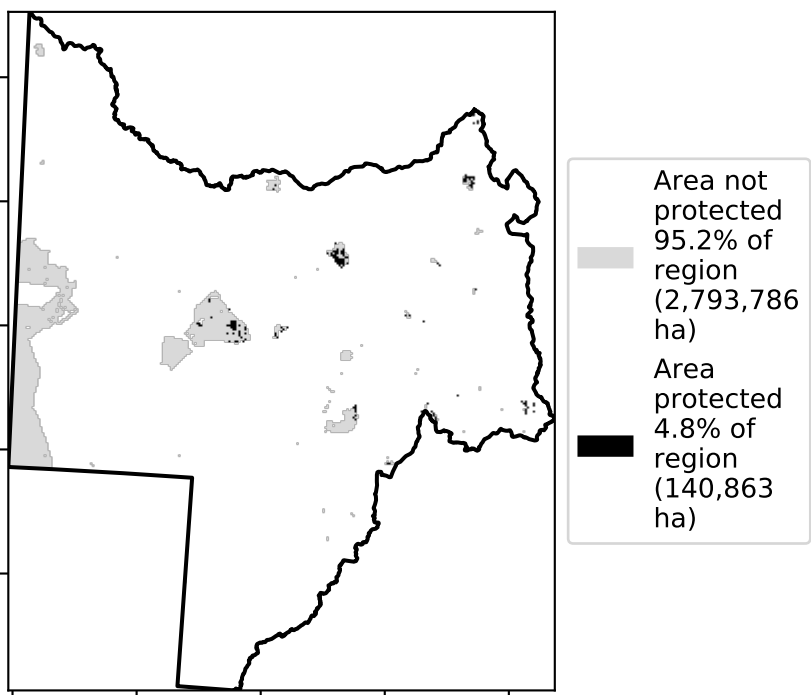 Area not
protected
95.2% of
region
(2,793,786
ha)
Area
protected
4.8% of
region
(140,863
ha)